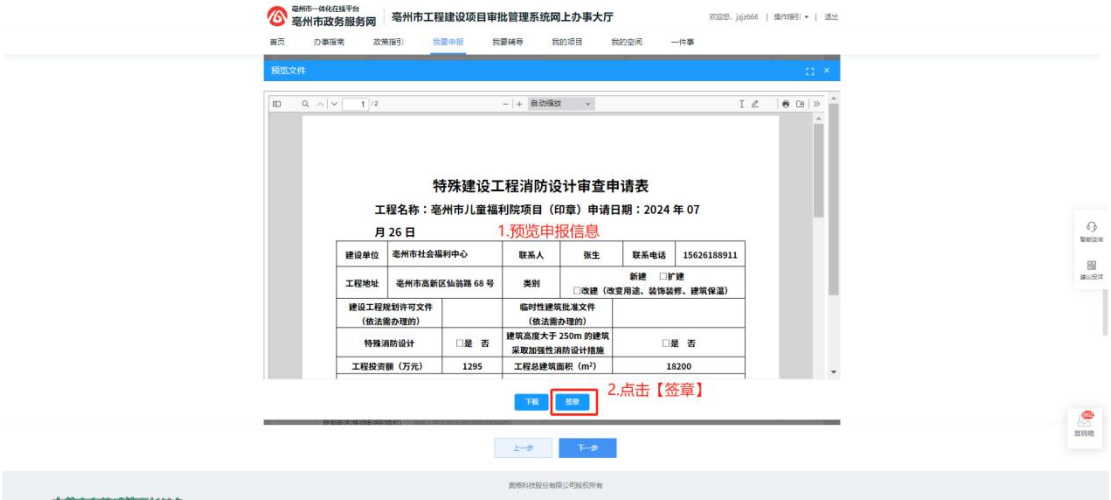 亳州市一体化在线平台
亳州市政务服务网 亳州市工程建设项目审批管理系统网上办事大厅 欢迎您, jsjs666 | 操作指引 | 退出
首页 办事指南 政策指引 我要申报 我要辅导 我的项目 我的空间 一件事
预览文件
1 /2 - + 自动缩放
特殊建设工程消防设计审查申请表
工程名称:亳州市儿童福利院项目(印章)申请日期:2024 年 07
月 26 日
1.预览申报信息
建设单位 亳州市社会福利中心 联系人 张生 联系电话 15626188911
工程地址 亳州市高新区仙翁路 68 号 类别 新建 □扩建
□改建(改变用途、装饰装修、建筑保温)
建设工程规划许可文件
(依法需办理的)
临时性建筑批准文件
(依法需办理的)
特殊消防设计 □是 否 建筑高度大于 250m 的建筑
采取加强性消防设计措施 □是 否
工程投资额(万元) 1295 工程总建筑面积(m²) 18200
下载 签章
2.点击【签章】
上一步 下一步
奥格科技股份有限公司版权所有
智能咨询
建议投诉
草稿箱